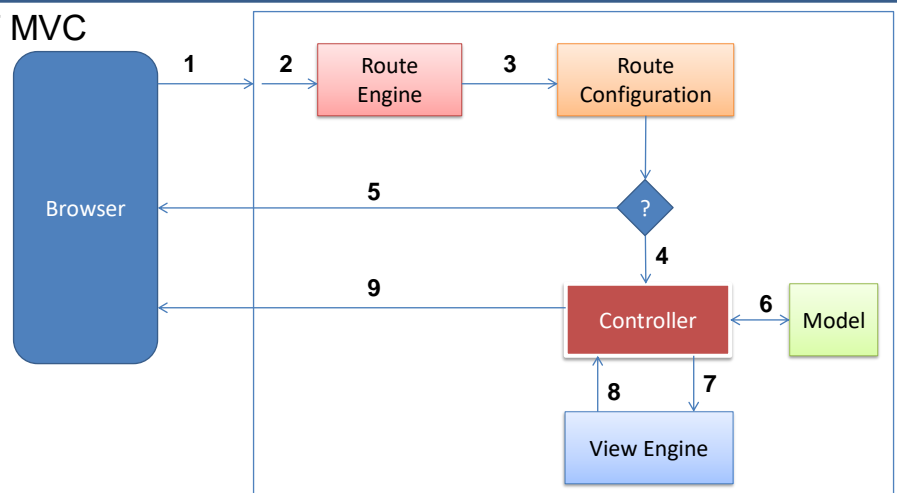 MVC
1
2
Route
Engine
3
Route
Configuration
Browser
5
?
4
9
Controller
6
Model
8
7
View Engine